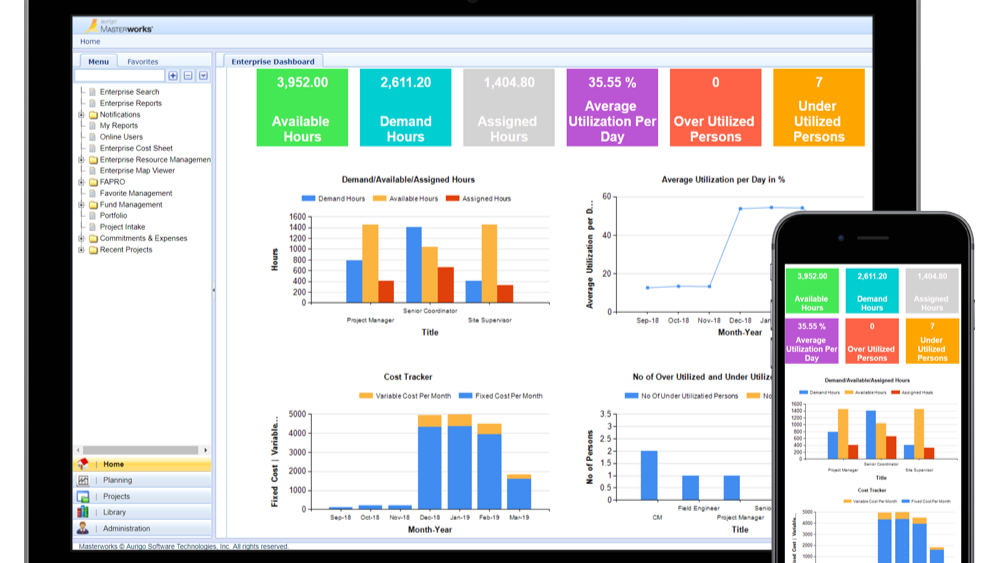 aurigo
MASTERWORKS'
Home
Menu
Favorites
Enterprise Search
Enterprise Reports
Notifications
My Reports
Online Users
Enterprise Cost Sheet
Enterprise Resource Managemen
Enterprise Map Viewer
FAPRO
Favorite Management
Fund Management
Portfolio
Project Intake
Commitments & Expenses
Recent Projects
Home
Planning
Projects
Library
Administration
Masterworks © Aurigo Software Technologies, Inc. All rights reserved.
Enterprise Dashboard
3,952.00
Available
Hours
2,611.20
Demand
Hours
1,404.80
Assigned
Hours
35.55 %
Average
Utilization Per
Day
0
Over Utilized
Persons
7
Under
Utilized
Persons
Demand/Available/Assigned Hours
Demand Hours Available Hours Assigned Hours
Hours
1600
1400
1200
1000
800
600
400
200
0
Project Manager
Senior Coordinator
Site Supervisor
Title
Average Utilization per Day in %
Average Utilization per D...
60
40
20
0
Sep-18 Oct-18 Nov-18 Dec-18 Jan
Month-Year
Cost Tracker
Variable Cost Per Month Fixed Cost Per Month
Fixed Cost | Variable...
5000
4000
3000
2000
1000
0
Sep-18 Oct-18 Nov-18 Dec-18 Jan-19 Feb-19 Mar-19
Month-Year
No of Over Utilized and Under Utiliz
No Of Under Utilizatied Persons No
No of Persons
3.5
3
2.5
2
1.5
1
0.5
0
CM
Field Engineer
Project Manager
Senio
Title
3,952.00
Available
Hours
2,611.20
Demand
Hours
1,404.80
Assigned
Hours
35.55 %
Average
Utilization Per
Day
0
Over Utilized
Persons
7
Under
Utilized
Persons
Demand/Available/Assigned Hours
Demand Hours Available Hours Assigned Hours
Hours
1600
1400
1200
1000
800
600
400
200
0
Project Manager
Senior Coordinator
Site Supervisor
Title
Cost Tracker
Variable Cost Per Month Fixed Cost Per Month
ed Cost | Variable...
5000
4000
3000
2000
1000